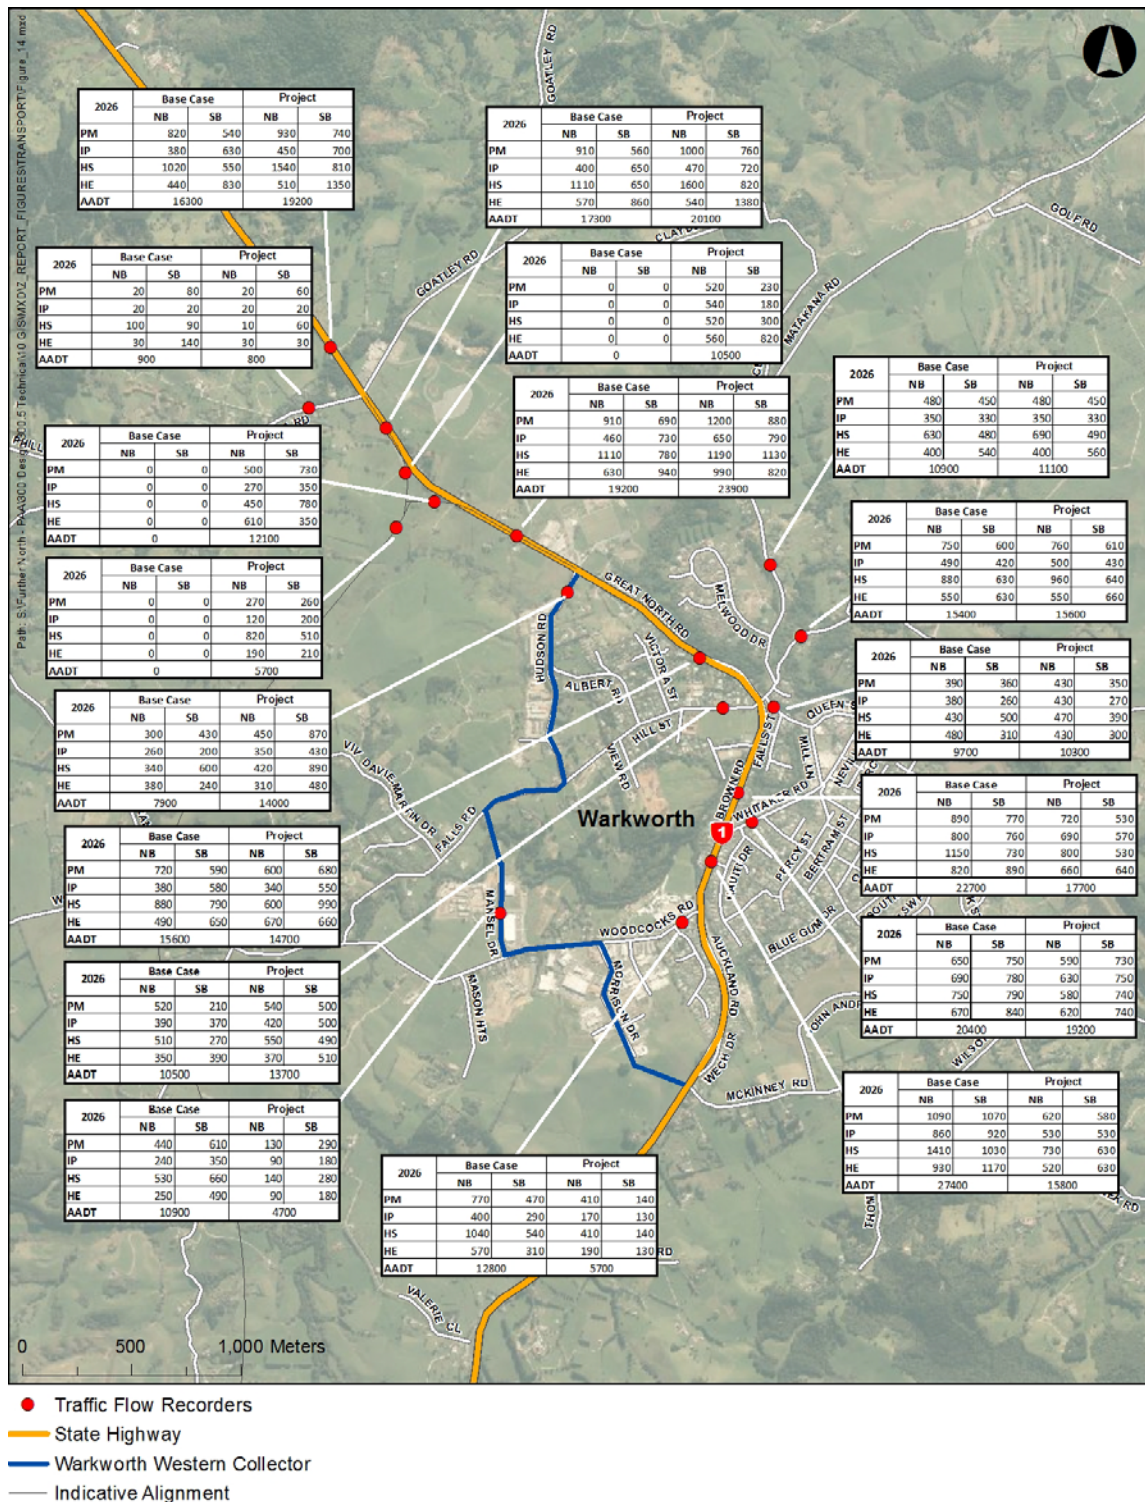 Path: S:\Further North - PAA\300 Design\300.5 Technical\10 GIS\MXD\Z_REPORT_FIGURES\TRANSPORT\Figure_14.mxd
GOATLEY RD
2026 Base Case Project
NB SB NB SB
PM 820 540 930 740
IP 380 630 450 700
HS 1020 550 1540 810
HE 440 830 510 1350
AADT 16300 19200
2026 Base Case Project
NB SB NB SB
PM 910 560 1000 760
IP 400 650 470 720
HS 1110 650 1600 820
HE 570 860 540 1380
AADT 17300 20100
GOLF RD
GOATLEY RD
MATAKANA RD
2026 Base Case Project
NB SB NB SB
PM 20 80 20 60
IP 20 20 20 20
HS 100 90 10 60
HE 30 140 30 30
AADT 900 800
2026 Base Case Project
NB SB NB SB
PM 0 0 520 230
IP 0 0 540 180
HS 0 0 520 300
HE 0 0 560 820
AADT 0 10500
2026 Base Case Project
NB SB NB SB
PM 480 450 480 450
IP 350 330 350 330
HS 630 480 690 490
HE 400 540 400 560
AADT 10900 11100
2026 Base Case Project
NB SB NB SB
PM 910 690 1200 880
IP 460 730 650 790
HS 1110 780 1190 1130
HE 630 940 990 820
AADT 19200 23900
RD
2026 Base Case Project
NB SB NB SB
PM 0 0 500 730
IP 0 0 270 350
HS 0 0 450 780
HE 0 0 610 350
AADT 0 12100
2026 Base Case Project
NB SB NB SB
PM 750 600 760 610
IP 490 420 500 430
HS 880 630 960 640
HE 550 630 550 660
AADT 15400 15600
2026 Base Case Project
NB SB NB SB
PM 0 0 270 260
IP 0 0 120 200
HS 0 0 820 510
HE 0 0 190 210
AADT 0 5700
GREAT NORTH RD
MELWOOD DR
HUDSON RD
VICTORIA ST
ALBERT RD
HILL ST
VIEW RD
FALLS ST
QUEEN S
MILL LN
NEVILL
2026 Base Case Project
NB SB NB SB
PM 390 360 430 350
IP 380 260 430 270
HS 430 500 470 390
HE 480 310 430 300
AADT 9700 10300
2026 Base Case Project
NB SB NB SB
PM 300 430 450 870
IP 260 200 350 430
HS 340 600 420 890
HE 380 240 310 480
AADT 7900 14000
VIV DAVIE-MARTIN DR
FALLS RD
BROWN RD
WHITAKER RD
Warkworth
1
PERCY ST
BERTRAM ST
2026 Base Case Project
NB SB NB SB
PM 890 770 720 530
IP 800 760 690 570
HS 1150 730 800 530
HE 820 890 660 640
AADT 22700 17700
2026 Base Case Project
NB SB NB SB
PM 720 590 600 680
IP 380 580 340 550
HS 880 790 600 990
HE 490 650 670 660
AADT 15600 14700
MANSEL DR
WOODCOCKS RD
MORRISON DR
MASON HTS
AUCKLAND RD
BLUE GUM DR
2026 Base Case Project
NB SB NB SB
PM 650 750 590 730
IP 690 780 630 750
HS 750 790 580 740
HE 670 840 620 740
AADT 20400 19200
2026 Base Case Project
NB SB NB SB
PM 520 210 540 500
IP 390 370 420 500
HS 510 270 550 490
HE 350 390 370 510
AADT 10500 13700
JOHN ANDR
WILSON
WECH DR
MCKINNEY RD
2026 Base Case Project
NB SB NB SB
PM 1090 1070 620 580
IP 860 920 530 530
HS 1410 1030 730 630
HE 930 1170 520 630
AADT 27400 15800
2026 Base Case Project
NB SB NB SB
PM 440 610 130 290
IP 240 350 90 180
HS 530 660 140 280
HE 250 490 90 180
AADT 10900 4700
2026 Base Case Project
NB SB NB SB
PM 770 470 410 140
IP 400 290 170 130
HS 1040 540 410 140
HE 570 310 190 130
AADT 12800 5700
RD
THOM
RD
VALERIE CL
0 500 1,000 Meters
Traffic Flow Recorders
State Highway
Warkworth Western Collector
Indicative Alignment